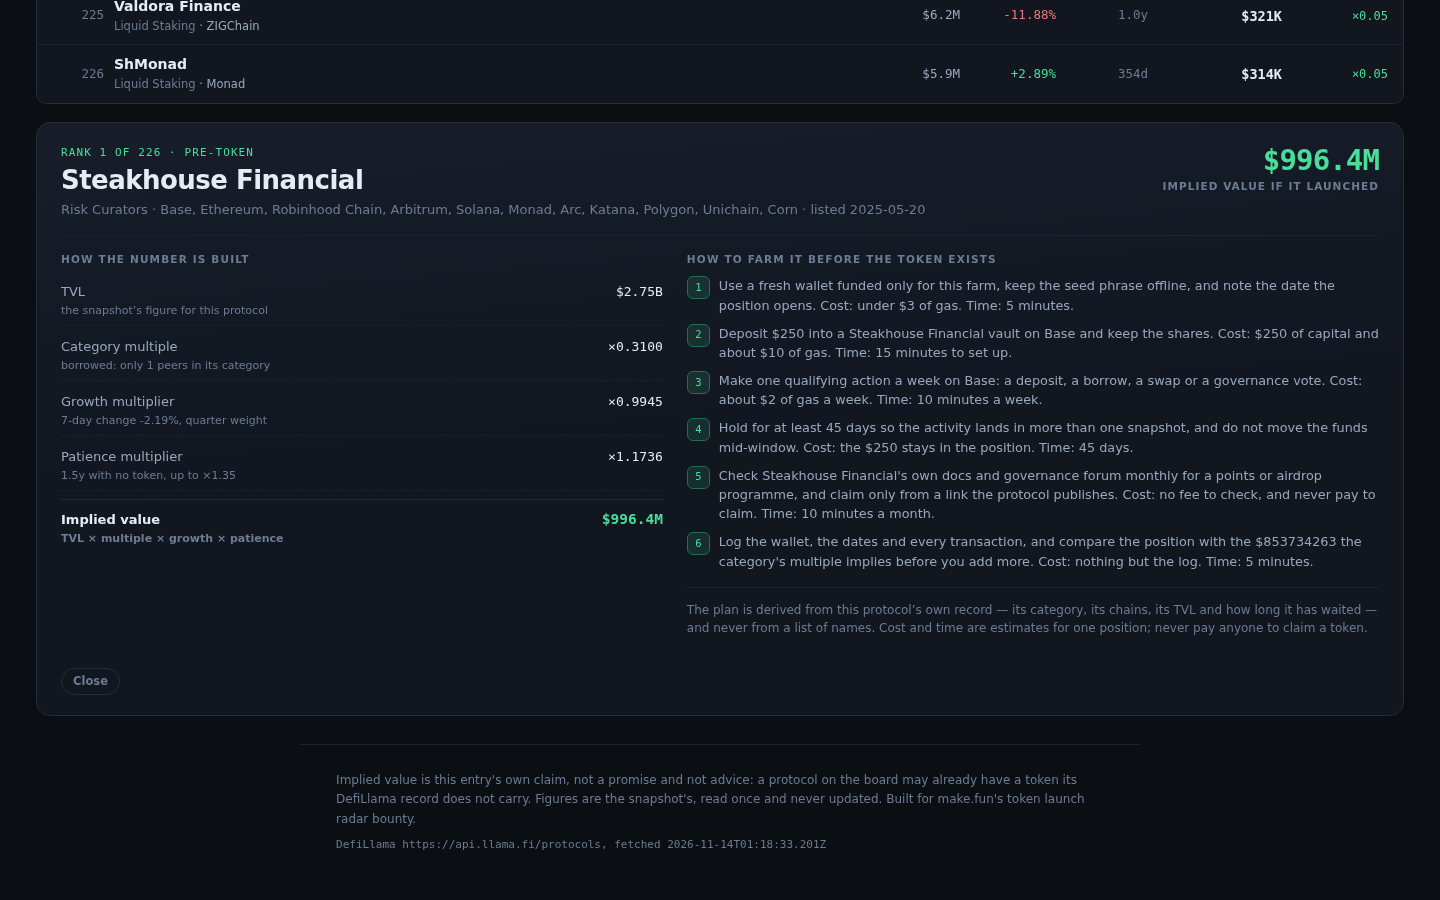 225 Valdora Finance $6.2M -11.88% 1.0y $321K ×0.05
Liquid Staking · ZIGChain
226 ShMonad $5.9M +2.89% 354d $314K ×0.05
Liquid Staking · Monad
RANK 1 OF 226 · PRE-TOKEN
Steakhouse Financial
Risk Curators · Base, Ethereum, Robinhood Chain, Arbitrum, Solana, Monad, Arc, Katana, Polygon, Unichain, Corn · listed 2025-05-20
$996.4M
IMPLIED VALUE IF IT LAUNCHED
HOW THE NUMBER IS BUILT
TVL $2.75B
the snapshot’s figure for this protocol
Category multiple ×0.3100
borrowed: only 1 peers in its category
Growth multiplier ×0.9945
7-day change -2.19%, quarter weight
Patience multiplier ×1.1736
1.5y with no token, up to ×1.35
Implied value $996.4M
TVL × multiple × growth × patience
HOW TO FARM IT BEFORE THE TOKEN EXISTS
1 Use a fresh wallet funded only for this farm, keep the seed phrase offline, and note the date the
position opens. Cost: under $3 of gas. Time: 5 minutes.
2 Deposit $250 into a Steakhouse Financial vault on Base and keep the shares. Cost: $250 of capital and
about $10 of gas. Time: 15 minutes to set up.
3 Make one qualifying action a week on Base: a deposit, a borrow, a swap or a governance vote. Cost:
about $2 of gas a week. Time: 10 minutes a week.
4 Hold for at least 45 days so the activity lands in more than one snapshot, and do not move the funds
mid-window. Cost: the $250 stays in the position. Time: 45 days.
5 Check Steakhouse Financial's own docs and governance forum monthly for a points or airdrop
programme, and claim only from a link the protocol publishes. Cost: no fee to check, and never pay to
claim. Time: 10 minutes a month.
6 Log the wallet, the dates and every transaction, and compare the position with the $853734263 the
category's multiple implies before you add more. Cost: nothing but the log. Time: 5 minutes.
The plan is derived from this protocol’s own record — its category, its chains, its TVL and how long it has waited —
and never from a list of names. Cost and time are estimates for one position; never pay anyone to claim a token.
Close
Implied value is this entry's own claim, not a promise and not advice: a protocol on the board may already have a token its
DefiLlama record does not carry. Figures are the snapshot's, read once and never updated. Built for make.fun's token launch
radar bounty.
DefiLlama https://api.llama.fi/protocols, fetched 2026-11-14T01:18:33.201Z